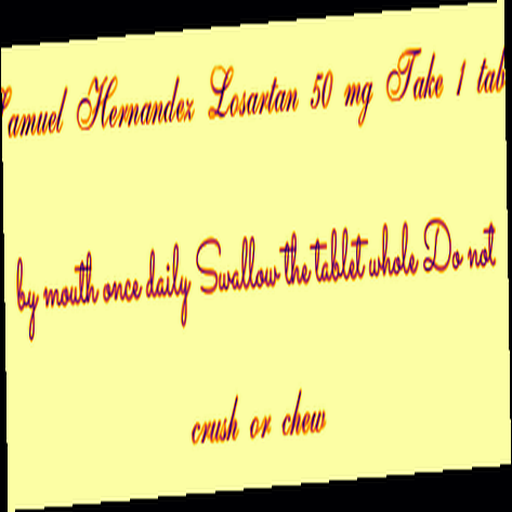 Samuel Hernandez Losartan 50 mg Take 1 tab
by mouth once daily Swallow the tablet whole Do not
crush or chew